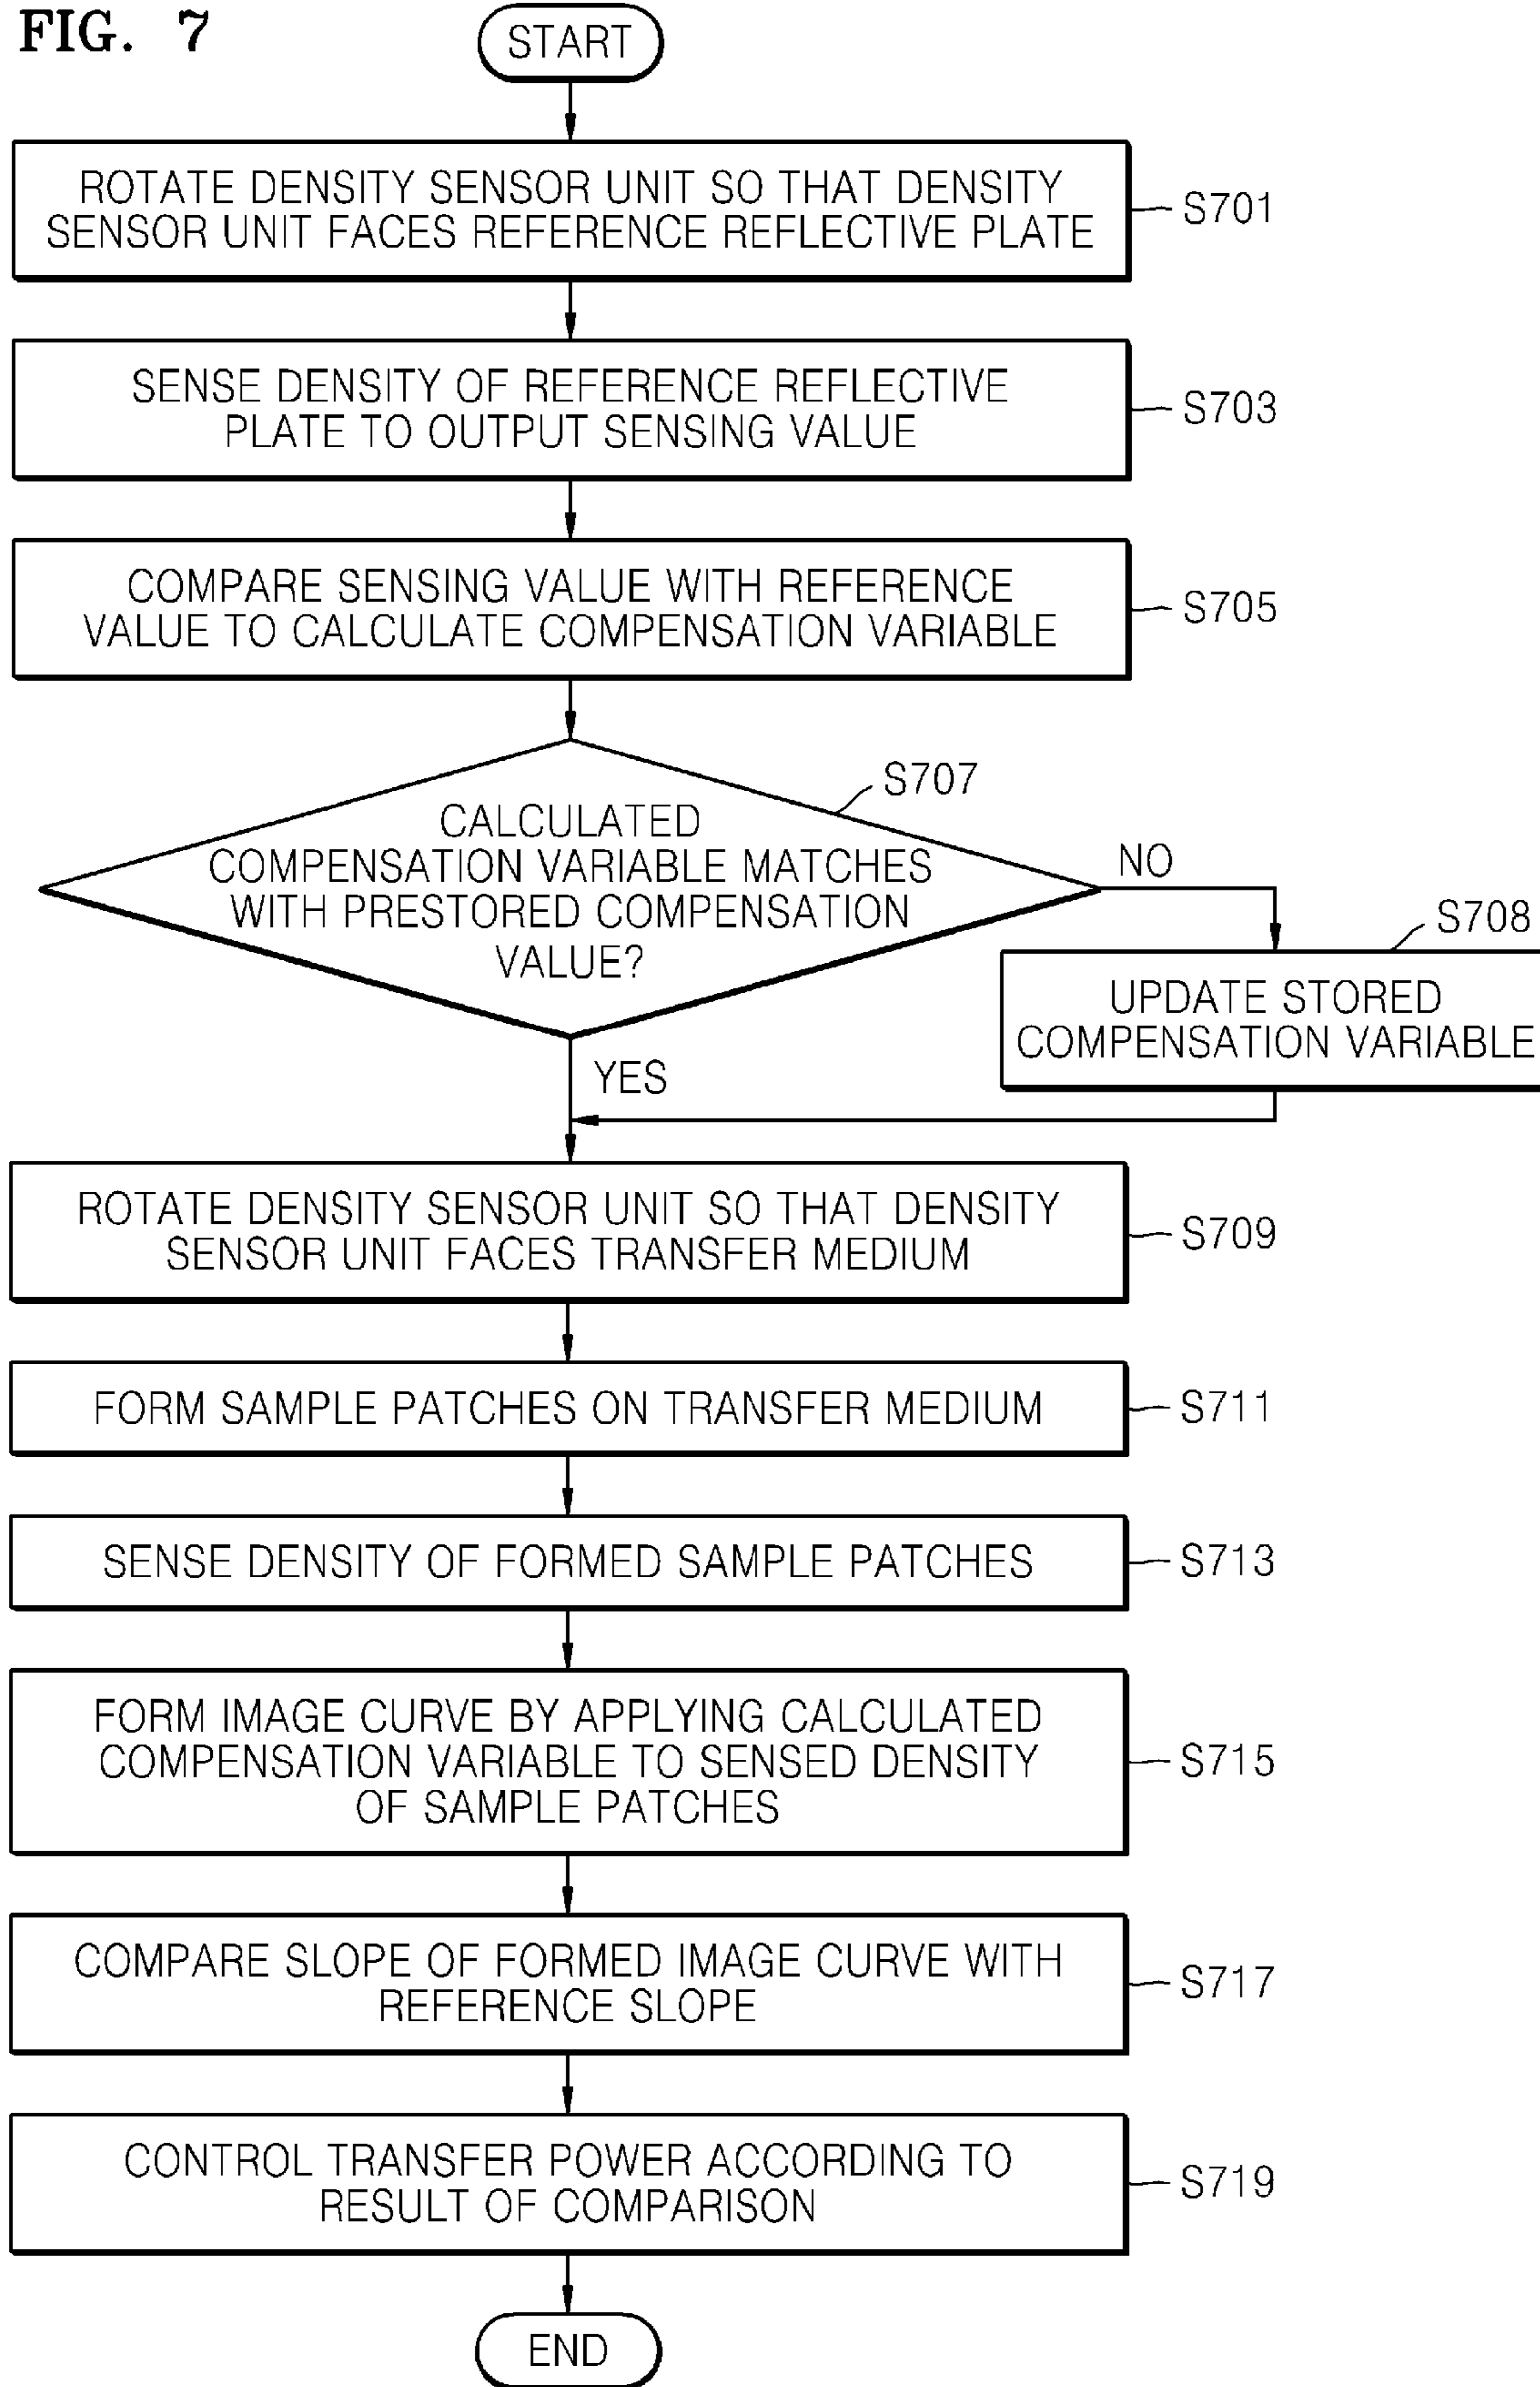 FIG. 7
START
ROTATE DENSITY SENSOR UNIT SO THAT DENSITY
SENSOR UNIT FACES REFERENCE REFLECTIVE PLATE
S701
SENSE DENSITY OF REFERENCE REFLECTIVE
PLATE TO OUTPUT SENSING VALUE
S703
COMPARE SENSING VALUE WITH REFERENCE
VALUE TO CALCULATE COMPENSATION VARIABLE
S705
S707
CALCULATED
COMPENSATION VARIABLE MATCHES
WITH PRESTORED COMPENSATION
VALUE?
NO
S708
UPDATE STORED
COMPENSATION VARIABLE
YES
ROTATE DENSITY SENSOR UNIT SO THAT DENSITY
SENSOR UNIT FACES TRANSFER MEDIUM
S709
FORM SAMPLE PATCHES ON TRANSFER MEDIUM
S711
SENSE DENSITY OF FORMED SAMPLE PATCHES
S713
FORM IMAGE CURVE BY APPLYING CALCULATED
COMPENSATION VARIABLE TO SENSED DENSITY
OF SAMPLE PATCHES
S715
COMPARE SLOPE OF FORMED IMAGE CURVE WITH
REFERENCE SLOPE
S717
CONTROL TRANSFER POWER ACCORDING TO
RESULT OF COMPARISON
S719
END